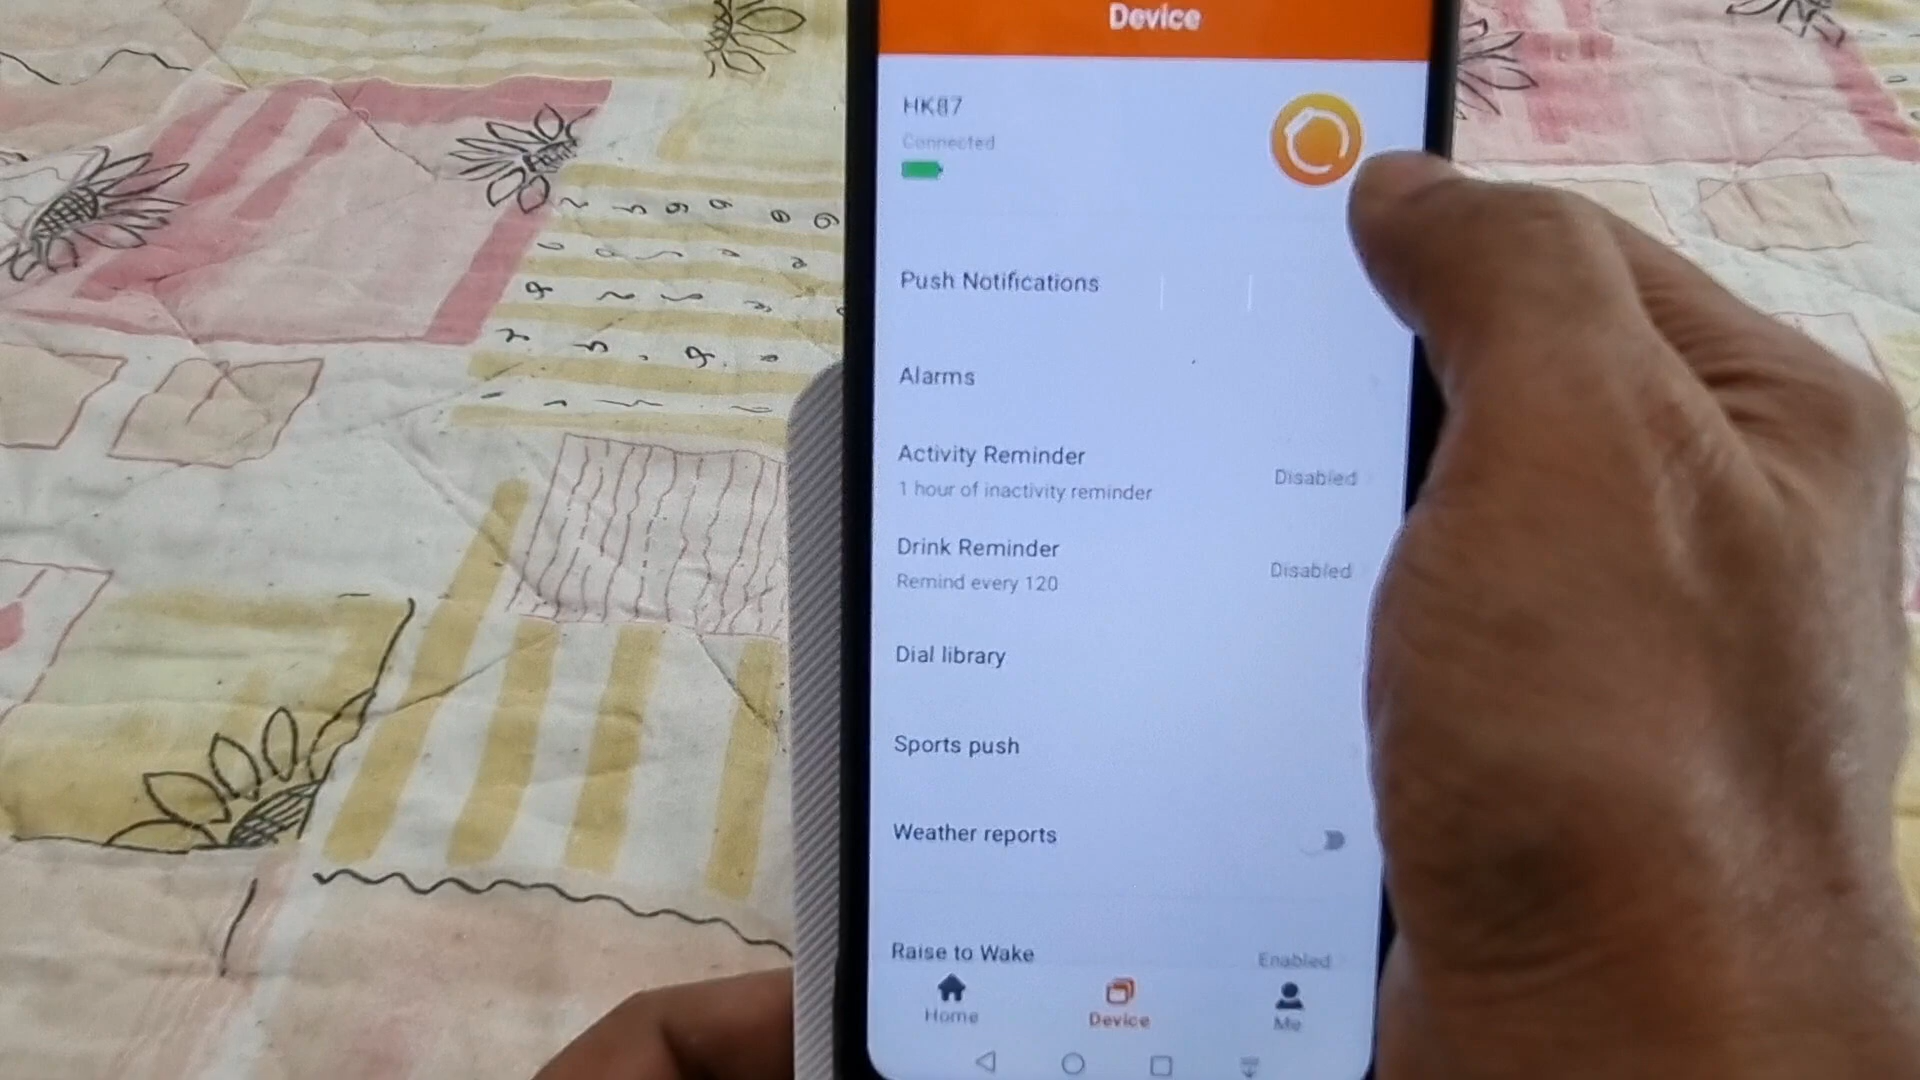 Device
HK87
Connected
Push Notifications
Alarms
Activity Reminder
1 hour of inactivity reminder
Disabled
Drink Reminder
Remind every 120
Disabled
Dial library
Sports push
Weather reports
Raise to Wake
Enabled
Home
Device
Me